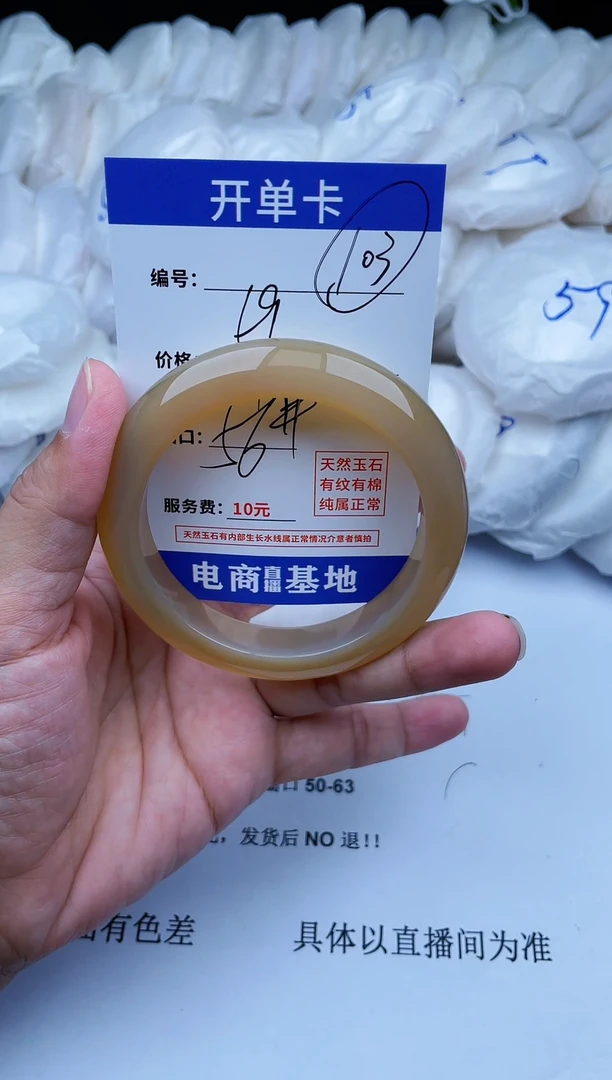 开单卡
编号: 103
19
价格
口: 56#
天然玉石
有纹有棉
纯属正常
服务费: 10元
天然玉石有内部生长水线属正常情况介意者慎拍
电商直播基地
59
口 50-63
，发货后 NO 退!!
有色差
具体以直播间为准